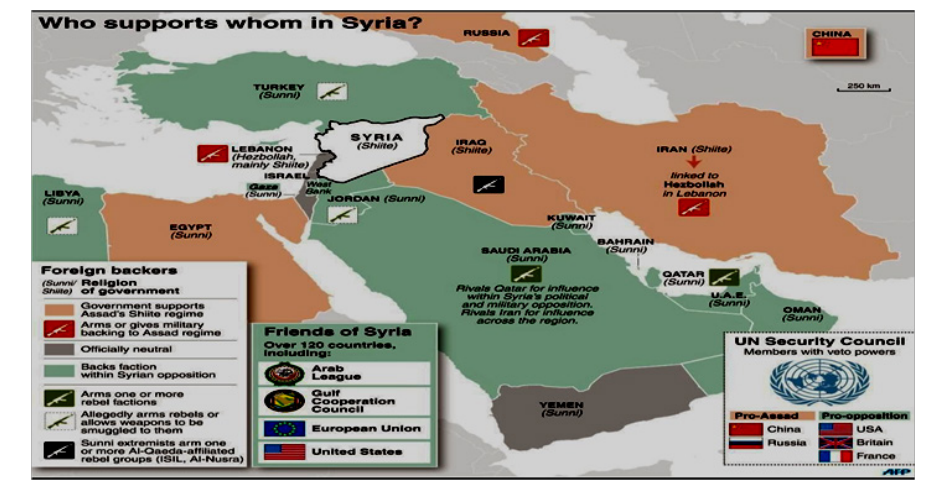 Who supports whom in Syria?
RUSSIA
CHINA
250 km
TURKEY
(Sunni)
SYRIA
(Shiite)
LEBANON
(Hezbollah,
mainly Shiite)
IRAQ
(Shiite)
IRAN (Shiite)
linked to
Hezbollah
in Lebanon
ISRAEL
Gaza
(Sunni)
West
Bank
JORDAN (Sunni)
LIBYA
(Sunni)
EGYPT
(Sunni)
KUWAIT
(Sunni)
SAUDI ARABIA
(Sunni)
Rivals Qatar for influence
within Syria's political
and military opposition.
Rivals Iran for influence
across the region.
BAHRAIN
(Sunni)
QATAR
(Sunni)
U.A.E.
(Sunni)
OMAN
(Sunni)
YEMEN
(Sunni)
Foreign backers
(Sunni/
Shiite)
Religion
of government
Government supports
Assad's Shiite regime
Arms or gives military
backing to Assad regime
Officially neutral
Backs faction
within Syrian opposition
Arms one or more
rebel factions
Allegedly arms rebels or
allows weapons to be
smuggled to them
Sunni extremists arm one
or more Al-Qaeda-affiliated
rebel groups (ISIL, Al-Nusra)
Friends of Syria
Over 120 countries,
including:
Arab
League
Gulf
Cooperation
Council
European Union
United States
UN Security Council
Members with veto powers
Pro-Assad
China
Russia
Pro-opposition
USA
Britain
France
AFP